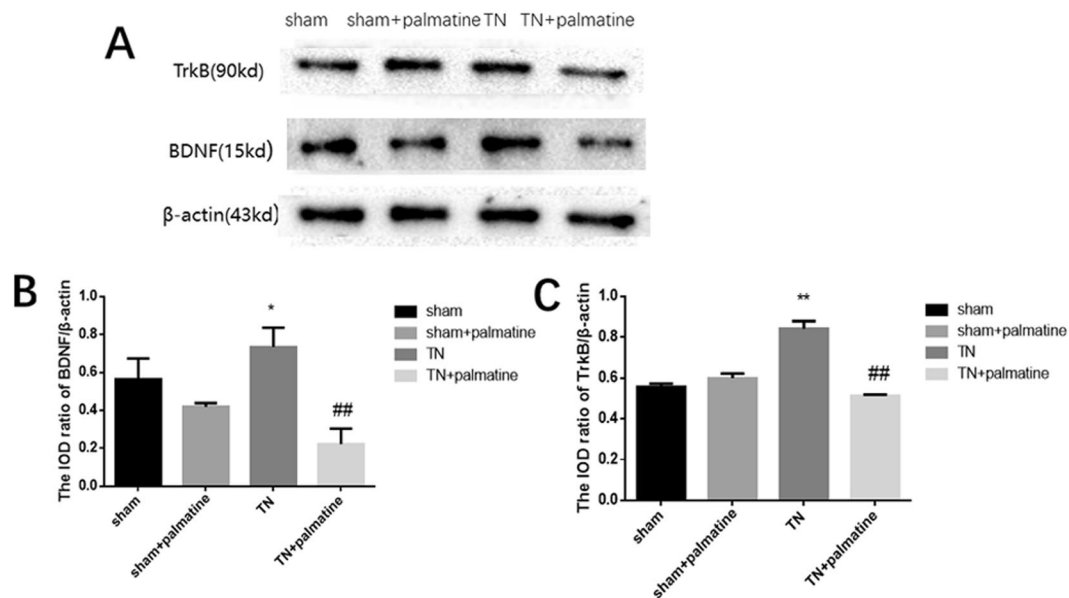 sham sham+palmatine TN TN+palmatine
A
TrkB(90kd)
BDNF(15kd)
β-actin(43kd)
B
The IOD ratio of BDNF/β-actin
1.0
0.8
0.6
0.4
0.2
0.0
*
##
sham
sham+palmatine
TN
TN+palmatine
sham
sham+palmatine
TN
TN+palmatine
C
The IOD ratio of TrkB/β-actin
1.0
0.8
0.6
0.4
0.2
0.0
**
##
sham
sham+palmatine
TN
TN+palmatine
sham
sham+palmatine
TN
TN+palmatine